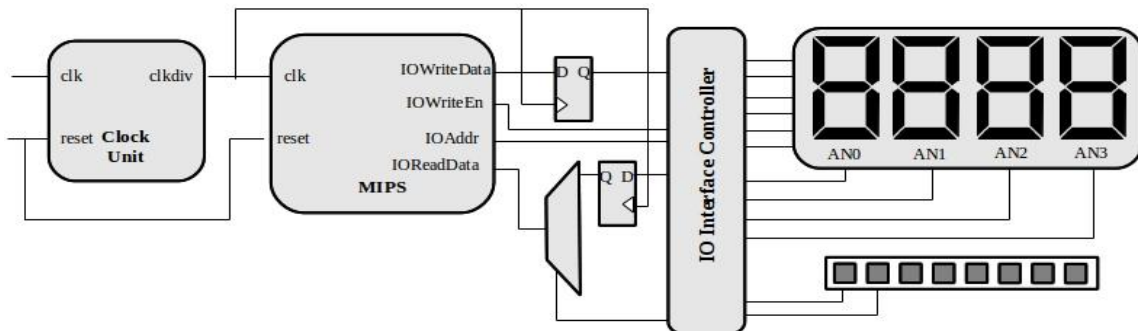 clk
clkdiv
reset
Clock
Unit
clk
reset
IOWriteData
IOWriteEn
IOAddr
IOReadData
MIPS
D Q
Q D
IO Interface Controller
AN0
AN1
AN2
AN3